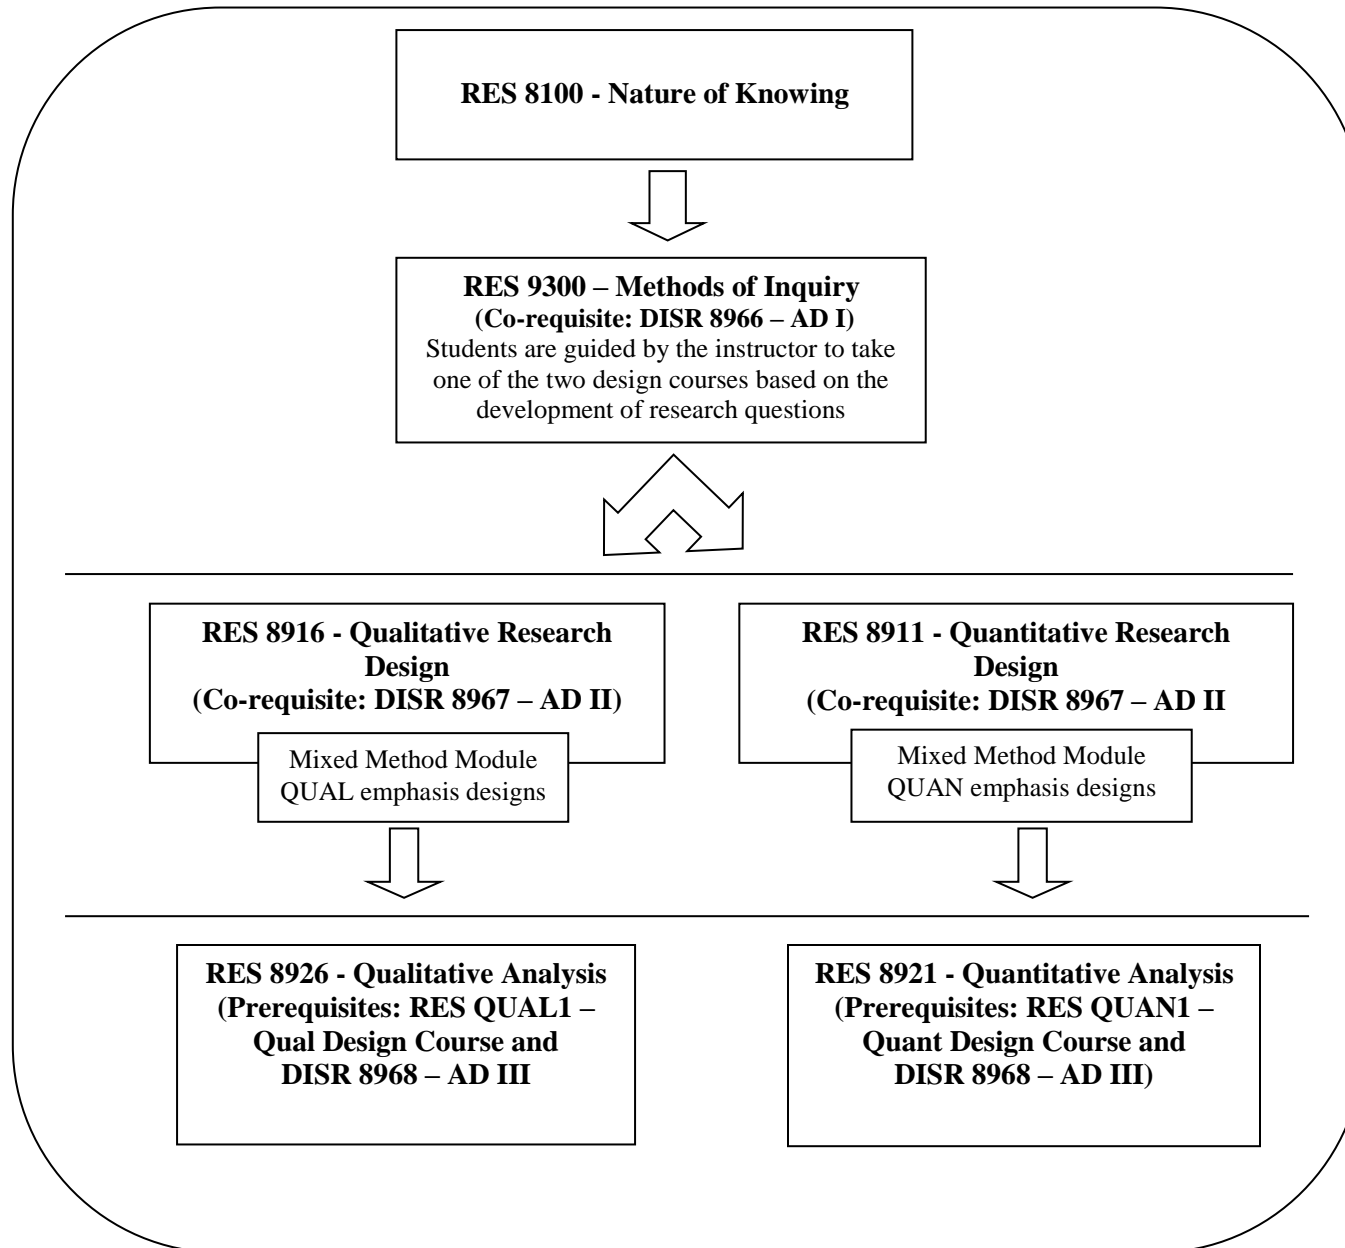 RES 8100 - Nature of Knowing
RES 9300 – Methods of Inquiry
(Co-requisite: DISR 8966 – AD I)
Students are guided by the instructor to take
one of the two design courses based on the
development of research questions
RES 8916 - Qualitative Research
Design
(Co-requisite: DISR 8967 – AD II)
Mixed Method Module
QUAL emphasis designs
RES 8911 - Quantitative Research
Design
(Co-requisite: DISR 8967 – AD II
Mixed Method Module
QUAN emphasis designs
RES 8926 - Qualitative Analysis
(Prerequisites: RES QUAL1 –
Qual Design Course and
DISR 8968 – AD III
RES 8921 - Quantitative Analysis
(Prerequisites: RES QUAN1 –
Quant Design Course and
DISR 8968 – AD III)